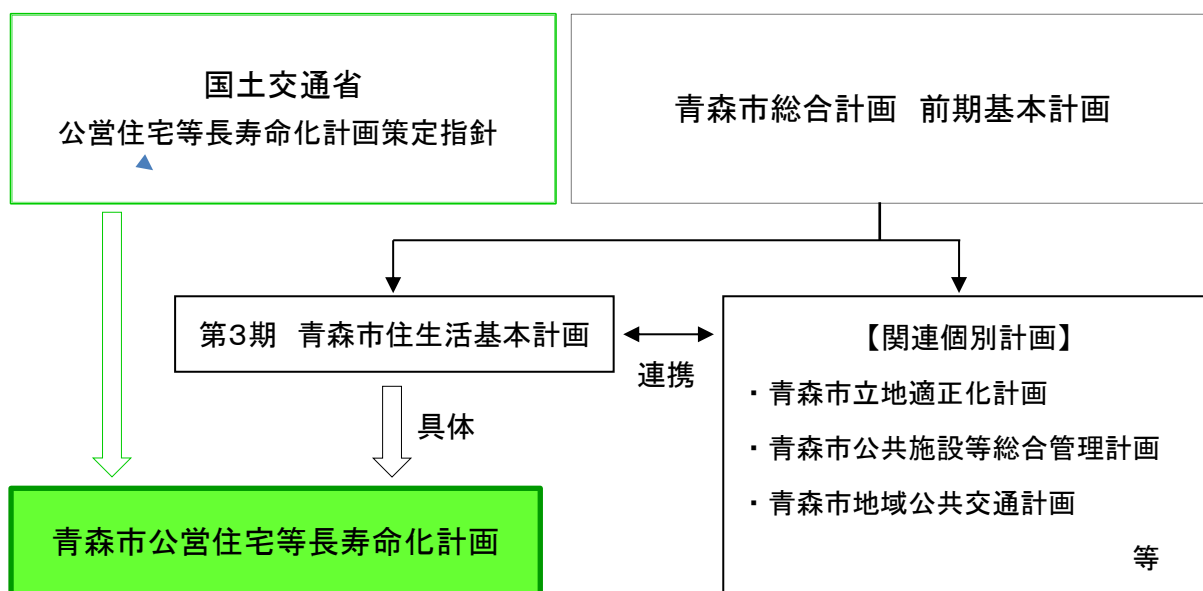 国土交通省
公営住宅等長寿命化計画策定指針
青森市総合計画　前期基本計画
第３期　青森市住生活基本計画
連携
【関連個別計画】
・青森市立地適正化計画
・青森市公共施設等総合管理計画
・青森市地域公共交通計画
等
具体
青森市公営住宅等長寿命化計画